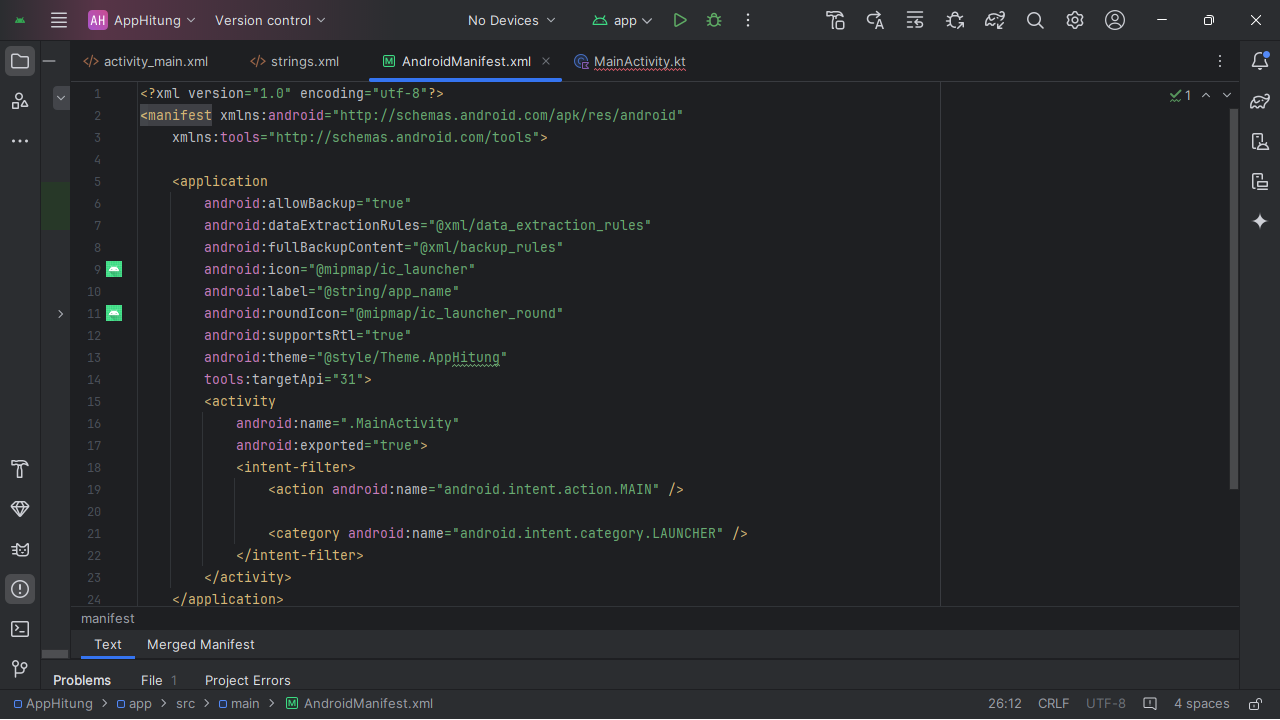 AH AppHitung Version control No Devices app
activity_main.xml strings.xml AndroidManifest.xml MainActivity.kt
1 <?xml version="1.0" encoding="utf-8"?>
1
2 <manifest xmlns:android="http://schemas.android.com/apk/res/android"
3 xmlns:tools="http://schemas.android.com/tools">
4
5 <application
6 android:allowBackup="true"
7 android:dataExtractionRules="@xml/data_extraction_rules"
8 android:fullBackupContent="@xml/backup_rules"
9 android:icon="@mipmap/ic_launcher"
10 android:label="@string/app_name"
11 android:roundIcon="@mipmap/ic_launcher_round"
12 android:supportsRtl="true"
13 android:theme="@style/Theme.AppHitung"
14 tools:targetApi="31">
15 <activity
16 android:name=".MainActivity"
17 android:exported="true">
18 <intent-filter>
19 <action android:name="android.intent.action.MAIN" />
20
21 <category android:name="android.intent.category.LAUNCHER" />
22 </intent-filter>
23 </activity>
24 </application>
manifest
Text Merged Manifest
Problems File 1 Project Errors
AppHitung > app > src > main > AndroidManifest.xml 26:12 CRLF UTF-8 4 spaces